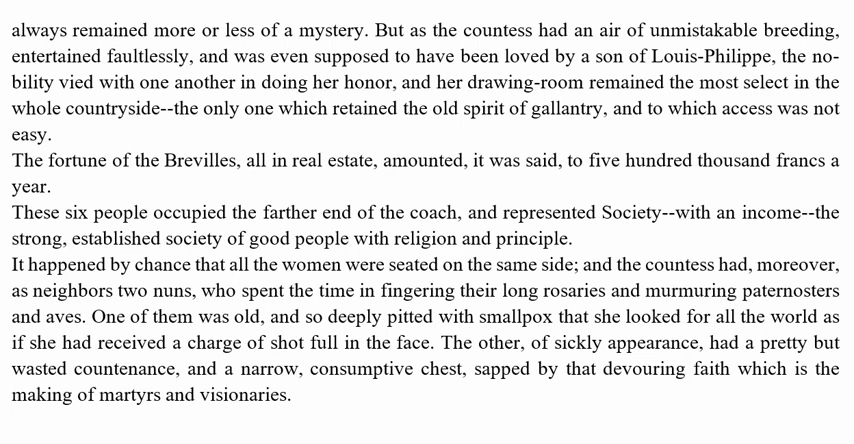 always remained more or less of a mystery. But as the countess had an air of unmistakable breeding,
entertained faultlessly, and was even supposed to have been loved by a son of Louis-Philippe, the no-
bility vied with one another in doing her honor, and her drawing-room remained the most select in the
whole countryside--the only one which retained the old spirit of gallantry, and to which access was not
easy.
The fortune of the Brevilles, all in real estate, amounted, it was said, to five hundred thousand francs a
year.
These six people occupied the farther end of the coach, and represented Society--with an income--the
strong, established society of good people with religion and principle.
It happened by chance that all the women were seated on the same side; and the countess had, moreover,
as neighbors two nuns, who spent the time in fingering their long rosaries and murmuring paternosters
and aves. One of them was old, and so deeply pitted with smallpox that she looked for all the world as
if she had received a charge of shot full in the face. The other, of sickly appearance, had a pretty but
wasted countenance, and a narrow, consumptive chest, sapped by that devouring faith which is the
making of martyrs and visionaries.